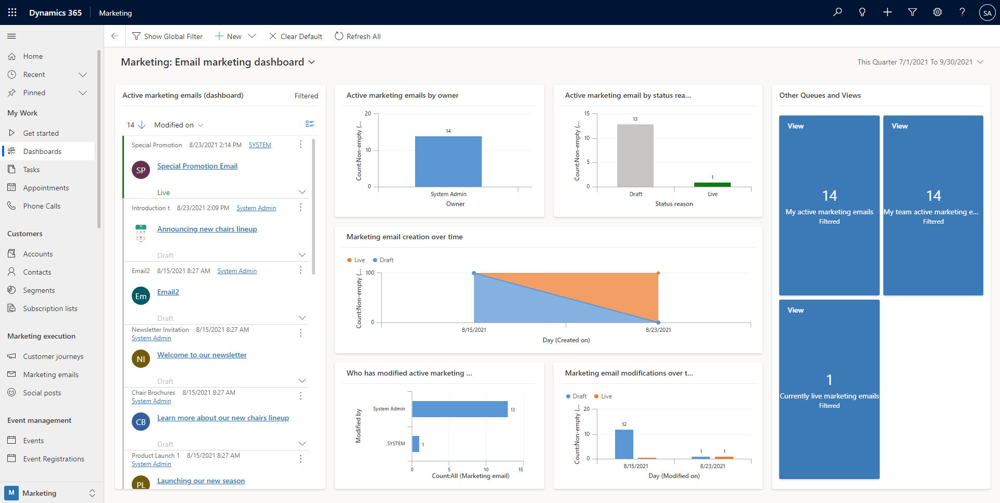 Dynamics 365
Marketing
SA
Show Global Filter
New
Clear Default
Refresh All
Home
Recent
Pinned
My Work
Get started
Dashboards
Tasks
Appointments
Phone Calls
Customers
Accounts
Contacts
Segments
Subscription lists
Marketing execution
Customer journeys
Marketing emails
Social posts
Event management
Events
Event Registrations
M
Marketing
Marketing: Email marketing dashboard
This Quarter 7/1/2021 To 9/30/2021
Active marketing emails (dashboard)
Filtered
14
Modified on
Special Promotion 8/23/2021 2:14 PM SYSTEM
SP
Special Promotion Email
Live
Introduction t 8/23/2021 2:09 PM System Admin
Announcing new chairs lineup
Draft
Email2 8/15/2021 8:27 AM System Admin
Em
Email2
Draft
Newsletter Invitation 8/15/2021 8:27 AM
System Admin
NI
Welcome to our newsletter
Draft
Chair Brochures 8/15/2021 8:27 AM
System Admin
CB
Learn more about our new chairs lineup
Draft
Product Launch 1 8/15/2021 8:27 AM
System Admin
PL
Launching our new season
Active marketing emails by owner
Count:Non-empty (...
20
10
0
14
System Admin
Owner
Active marketing email by status rea...
Count:Non-empty (...
15
10
5
0
13
1
Draft
Live
Status reason
Marketing email creation over time
Live
Draft
Count:Non-empty (...
100
0
8/15/2021
8/23/2021
Day (Created on)
Who has modified active marketing ...
Modified by
System Admin
13
SYSTEM
1
0
5
10
15
Count:All (Marketing email)
Marketing email modifications over t...
Draft
Live
Count:Non-empty (...
20
10
0
12
1
1
8/15/2021
8/23/2021
Day (Modified on)
Other Queues and Views
View
14
My active marketing emails
Filtered
View
14
My team active marketing e...
Filtered
View
1
Currently live marketing emails
Filtered